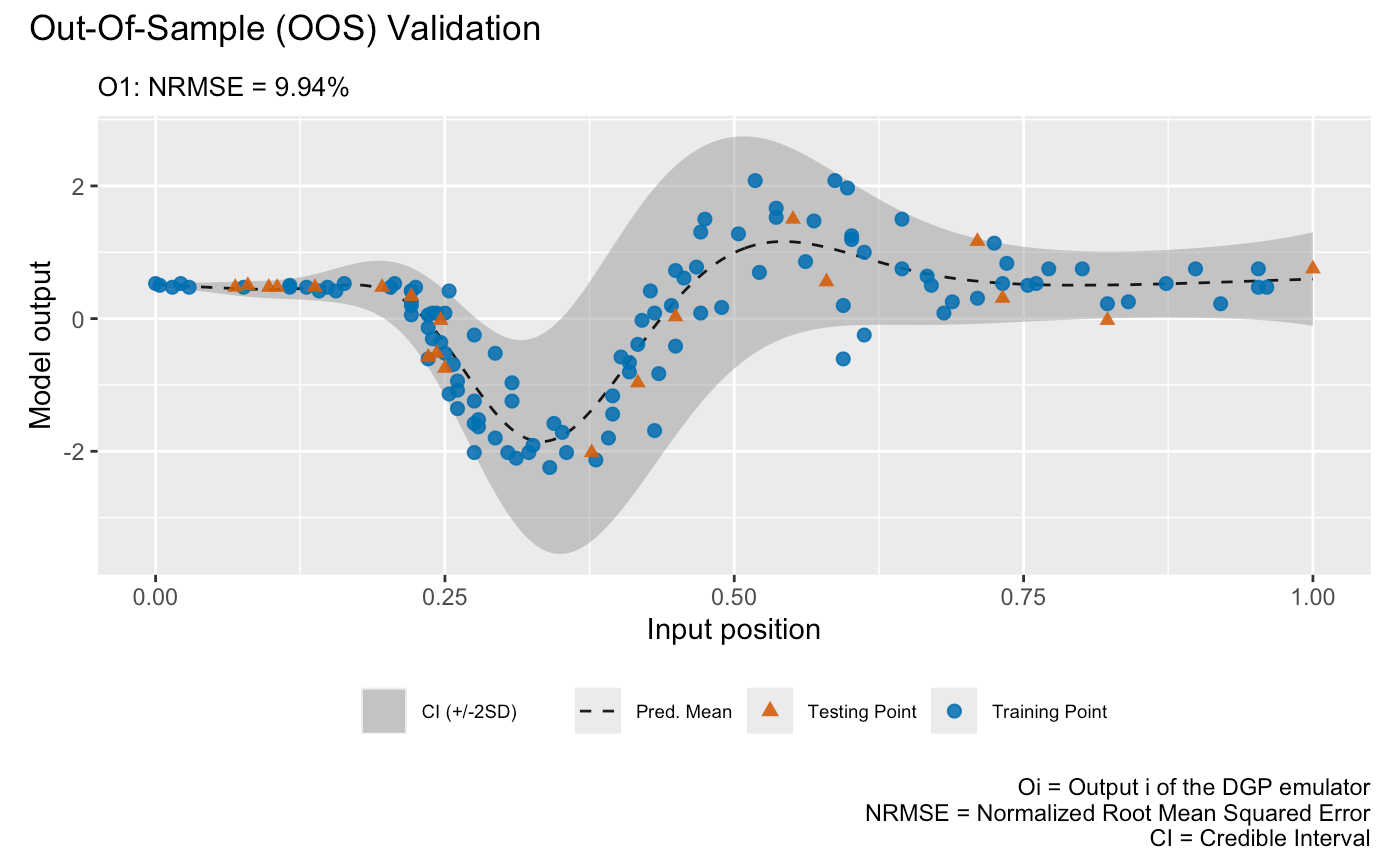 Out-Of-Sample (OOS) Validation
O1: NRMSE = 9.94%
Model output
2
0
-2
0.00 0.25 0.50 0.75 1.00
Input position
CI (+/-2SD) Pred. Mean Testing Point Training Point
Oi = Output i of the DGP emulator
NRMSE = Normalized Root Mean Squared Error
CI = Credible Interval